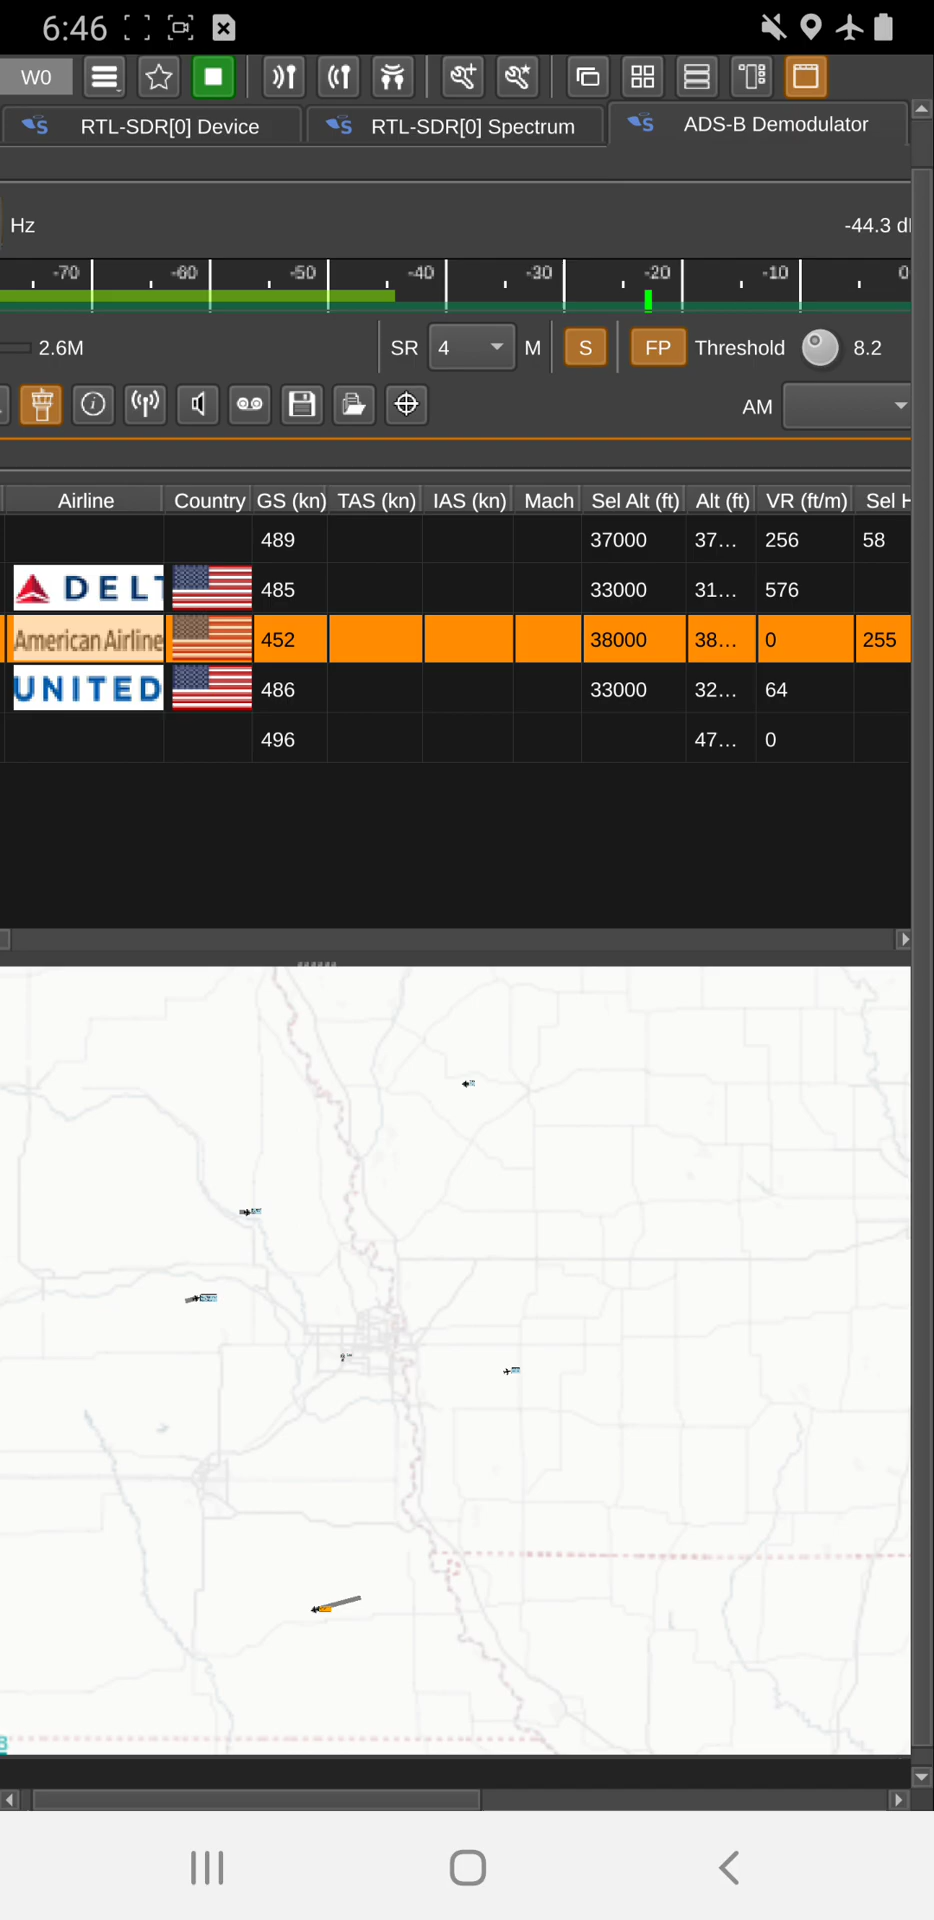 6:46
W0
RTL-SDR[0] Device RTL-SDR[0] Spectrum ADS-B Demodulator
Hz -44.3 d
-70 -60 -50 -40 -30 -20 -10 0
2.6M SR 4 M S FP Threshold 8.2
AM
Airline Country GS (kn) TAS (kn) IAS (kn) Mach Sel Alt (ft) Alt (ft) VR (ft/m) Sel H
489 37000 37... 256 58
DELT 485 33000 31... 576
American Airline 452 38000 38... 0 255
UNITED 486 33000 32... 64
496 47... 0